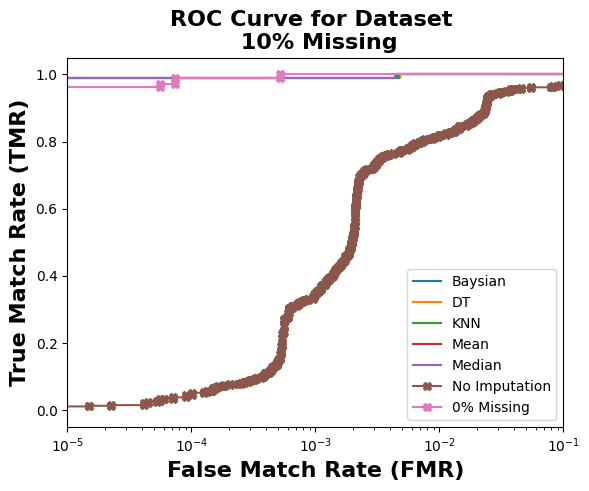 ROC Curve for Dataset
10% Missing
True Match Rate (TMR)
1.0
0.8
0.6
0.4
0.2
0.0
Baysian
DT
KNN
Mean
Median
No Imputation
0% Missing
10⁻⁵
10⁻⁴
10⁻³
10⁻²
10⁻¹
False Match Rate (FMR)